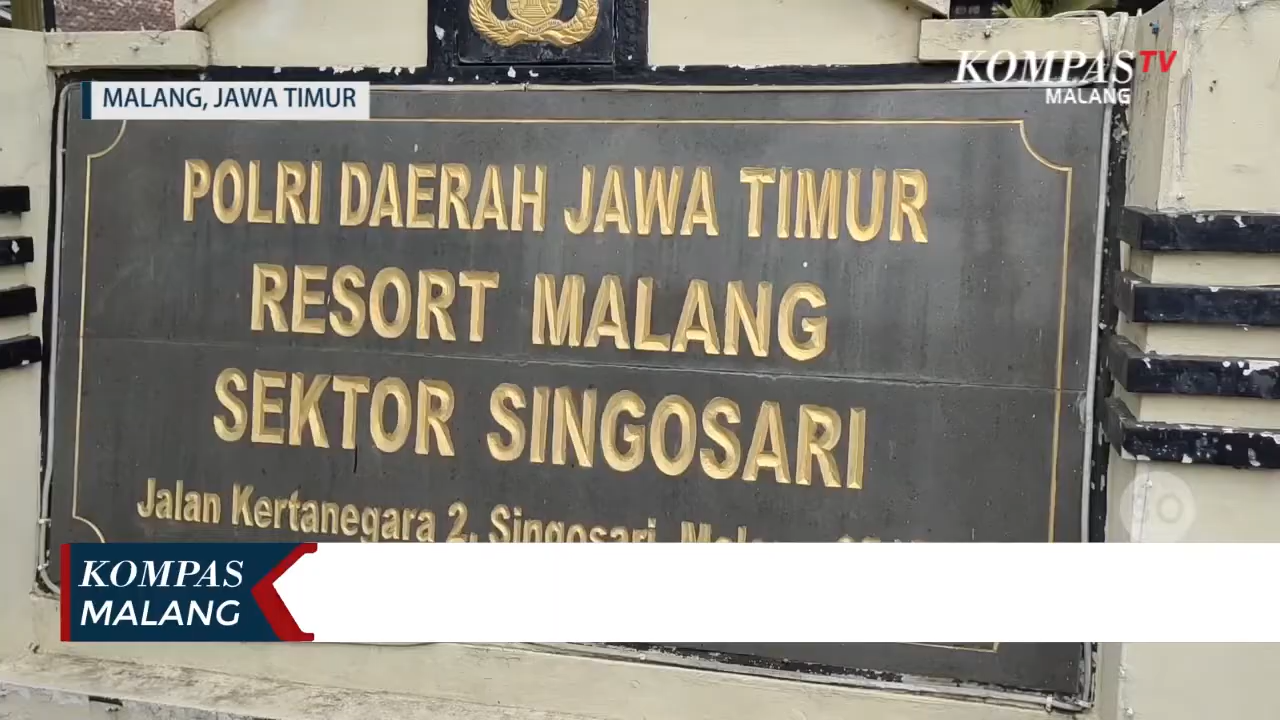 KOMPAS TV
MALANG
MALANG, JAWA TIMUR
POLRI DAERAH JAWA TIMUR
RESORT MALANG
SEKTOR SINGOSARI
Jalan Kertanegara 2, Singosari,
KOMPAS
MALANG